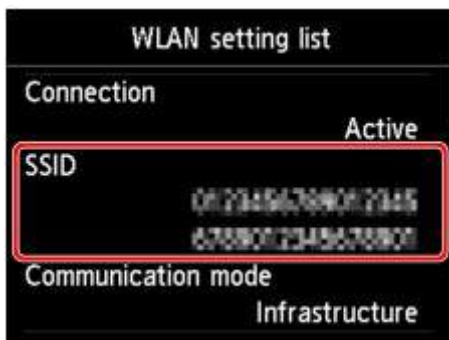 WLAN setting list
Connection
Active
SSID
Communication mode
Infrastructure